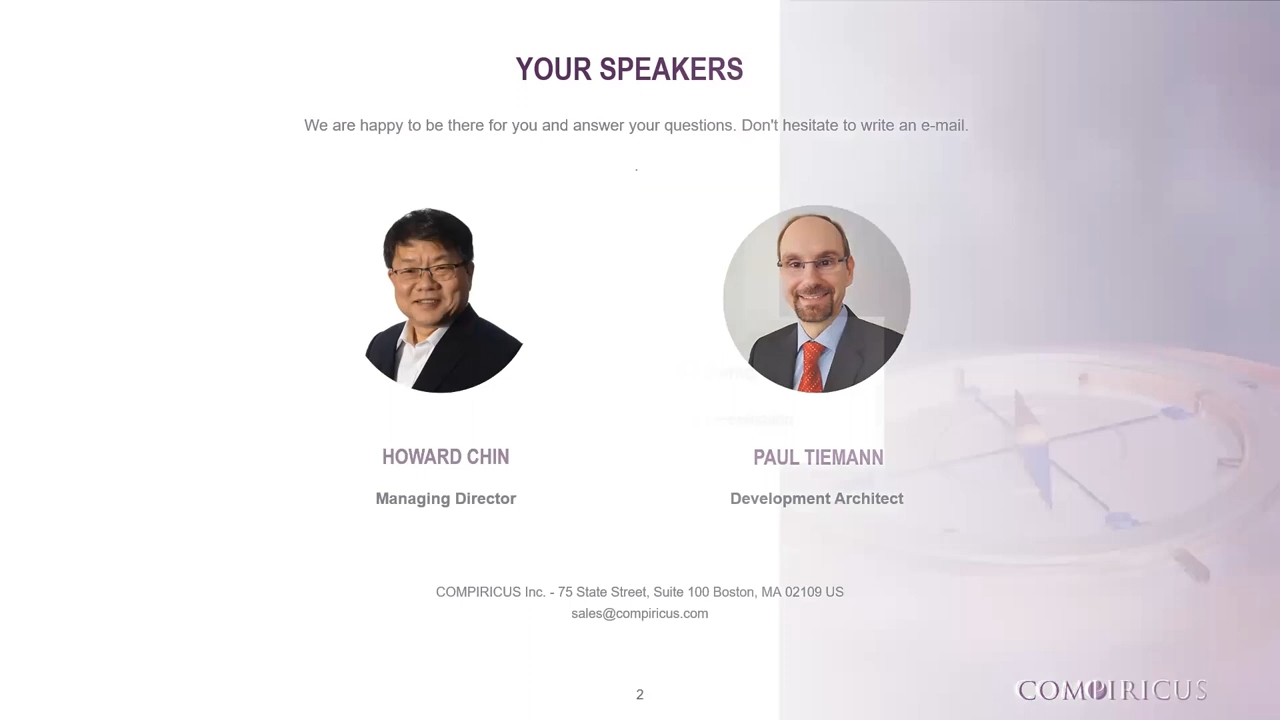 YOUR SPEAKERS
We are happy to be there for you and answer your questions. Don't hesitate to write an e-mail.
.
HOWARD CHIN
PAUL TIEMANN
Managing Director
Development Architect
COMPIRICUS Inc. - 75 State Street, Suite 100 Boston, MA 02109 US
sales@compiricus.com
2
COMPIRICUS